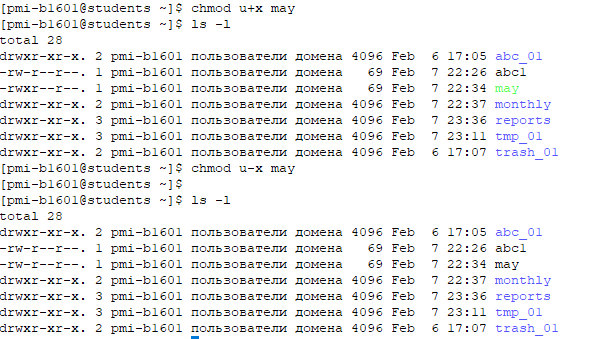 [pmi-b1601@students ~]$ chmod u+x may
[pmi-b1601@students ~]$ ls -l
total 28
drwxr-xr-x. 2 pmi-b1601 пользователи домена 4096 Feb  6 17:05 abc_01
-rw-r--r--. 1 pmi-b1601 пользователи домена   69 Feb  7 22:26 abcl
-rwxr--r--. 1 pmi-b1601 пользователи домена   69 Feb  7 22:34 may
drwxr-xr-x. 2 pmi-b1601 пользователи домена 4096 Feb  7 22:37 monthly
drwxr-xr-x. 3 pmi-b1601 пользователи домена 4096 Feb  7 23:36 reports
drwxr-xr-x. 3 pmi-b1601 пользователи домена 4096 Feb  7 23:11 tmp_01
drwxr-xr-x. 2 pmi-b1601 пользователи домена 4096 Feb  6 17:07 trash_01
[pmi-b1601@students ~]$ chmod u-x may
[pmi-b1601@students ~]$
[pmi-b1601@students ~]$ ls -l
total 28
drwxr-xr-x. 2 pmi-b1601 пользователи домена 4096 Feb  6 17:05 abc_01
-rw-r--r--. 1 pmi-b1601 пользователи домена   69 Feb  7 22:26 abcl
-rw-r--r--. 1 pmi-b1601 пользователи домена   69 Feb  7 22:34 may
drwxr-xr-x. 2 pmi-b1601 пользователи домена 4096 Feb  7 22:37 monthly
drwxr-xr-x. 3 pmi-b1601 пользователи домена 4096 Feb  7 23:36 reports
drwxr-xr-x. 3 pmi-b1601 пользователи домена 4096 Feb  7 23:11 tmp_01
drwxr-xr-x. 2 pmi-b1601 пользователи домена 4096 Feb  6 17:07 trash_01